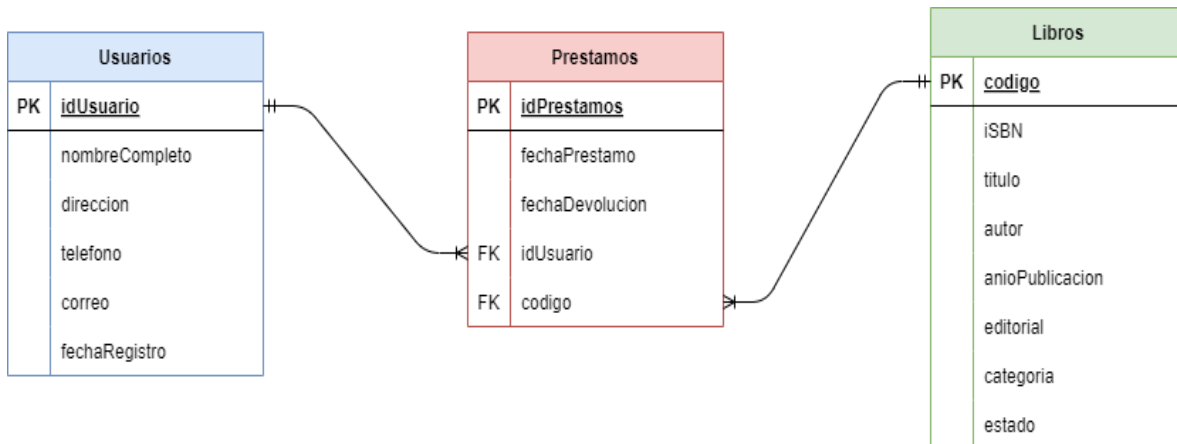 Usuarios
PK idUsuario
nombreCompleto
direccion
telefono
correo
fechaRegistro
Prestamos
PK idPrestamos
fechaPrestamo
fechaDevolucion
FK idUsuario
FK codigo
Libros
PK codigo
iSBN
titulo
autor
anioPublicacion
editorial
categoria
estado